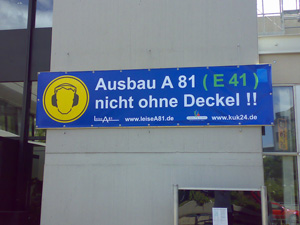 Ausbau A 81 ( E 41 )
nicht ohne Deckel !!
www.leiseA81.de www.kuk24.de